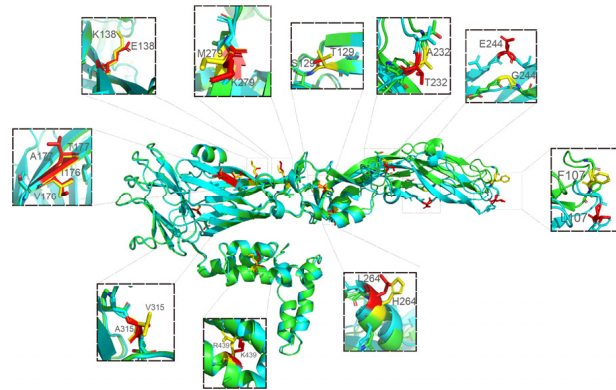 K138
E138
M279
K279
T129
S129
A232
T232
E244
G244
A177
T177
I176
V176
F107
L107
V315
A315
R439
K439
L264
H264